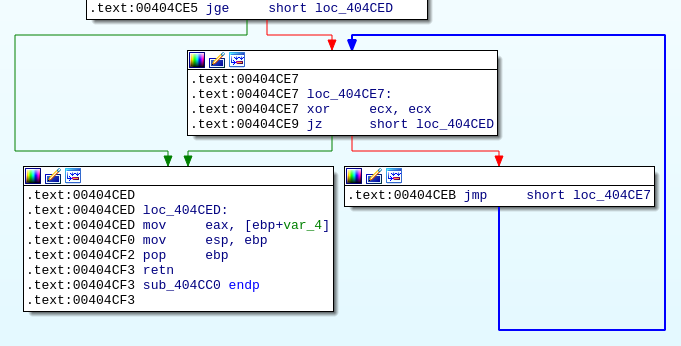 .text:00404CE5 jge     short loc_404CED
.text:00404CE7
.text:00404CE7 loc_404CE7:
.text:00404CE7 xor     ecx, ecx
.text:00404CE9 jz      short loc_404CED
.text:00404CED
.text:00404CED loc_404CED:
.text:00404CED mov     eax, [ebp+var_4]
.text:00404CF0 mov     esp, ebp
.text:00404CF2 pop     ebp
.text:00404CF3 retn
.text:00404CF3 sub_404CC0 endp
.text:00404CF3
.text:00404CEB jmp     short loc_404CE7